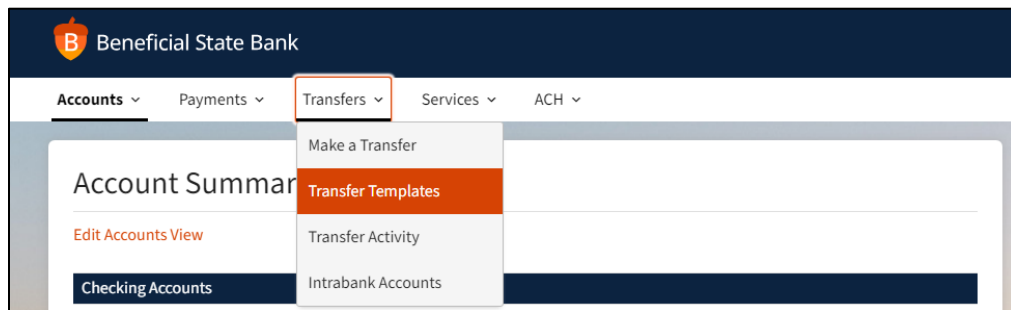 B Beneficial State Bank
Accounts Payments Transfers Services ACH
Make a Transfer
Account Summar
Transfer Templates
Edit Accounts View
Transfer Activity
Checking Accounts
Intrabank Accounts